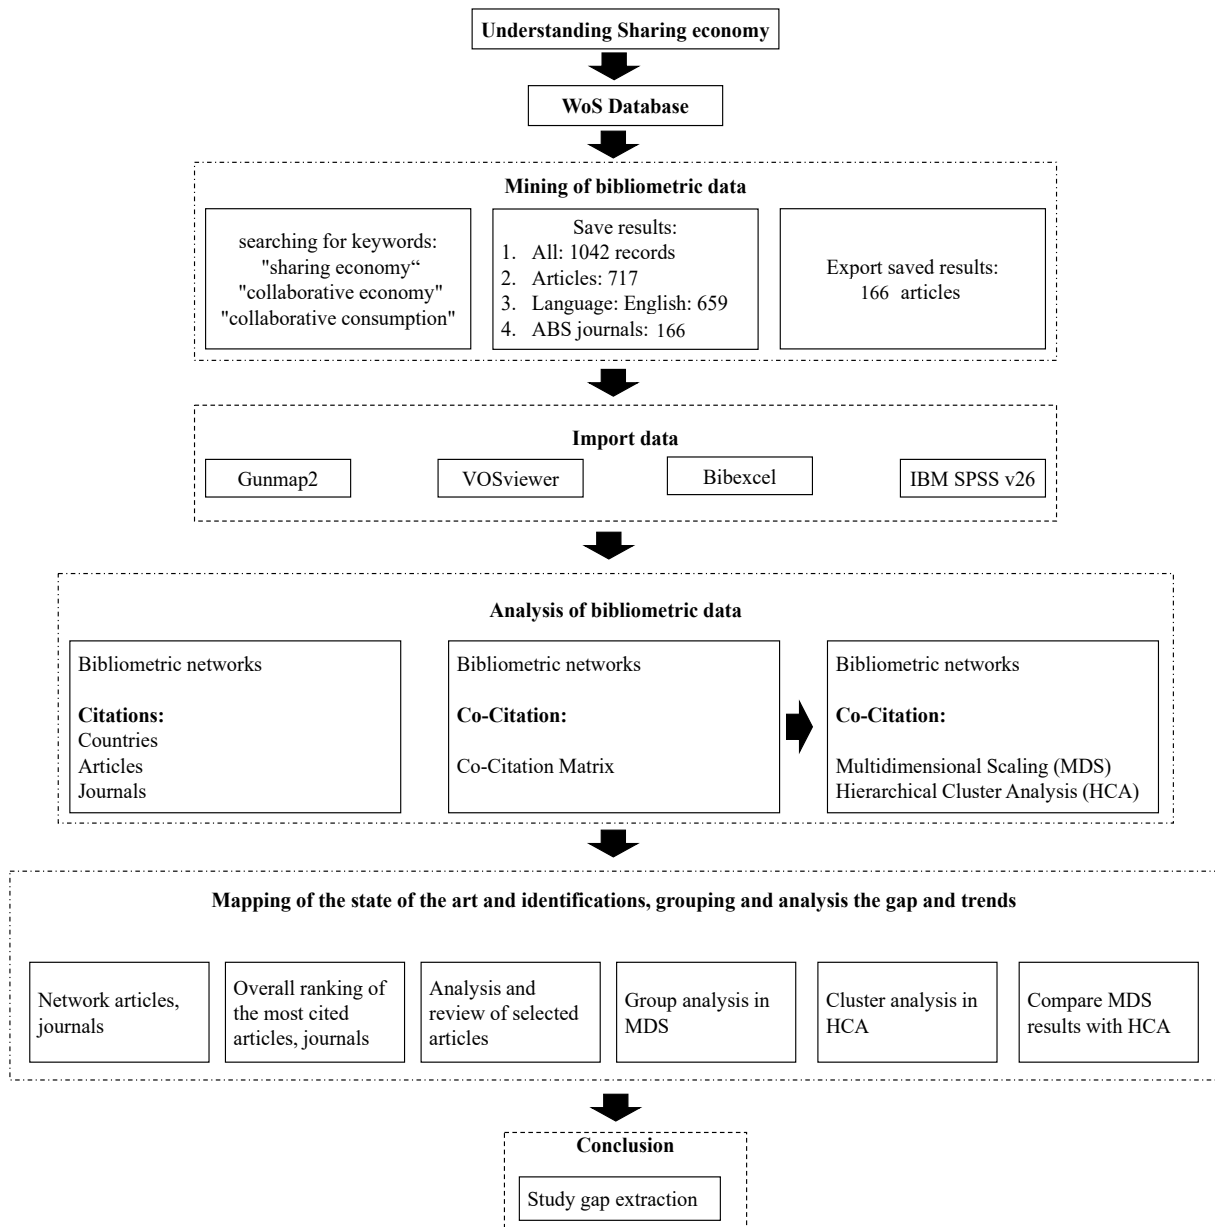 Understanding Sharing economy
WoS Database
Mining of bibliometric data
searching for keywords:
"sharing economy“
"collaborative economy"
"collaborative consumption"
Save results:
1. All: 1042 records
2. Articles: 717
3. Language: English: 659
4. ABS journals: 166
Export saved results:
166 articles
Import data
Gunmap2
VOSviewer
Bibexcel
IBM SPSS v26
Analysis of bibliometric data
Bibliometric networks
Citations:
Countries
Articles
Journals
Bibliometric networks
Co-Citation:
Co-Citation Matrix
Bibliometric networks
Co-Citation:
Multidimensional Scaling (MDS)
Hierarchical Cluster Analysis (HCA)
Mapping of the state of the art and identifications, grouping and analysis the gap and trends
Network articles,
journals
Overall ranking of
the most cited
articles, journals
Analysis and
review of selected
articles
Group analysis in
MDS
Cluster analysis in
HCA
Compare MDS
results with HCA
Conclusion
Study gap extraction